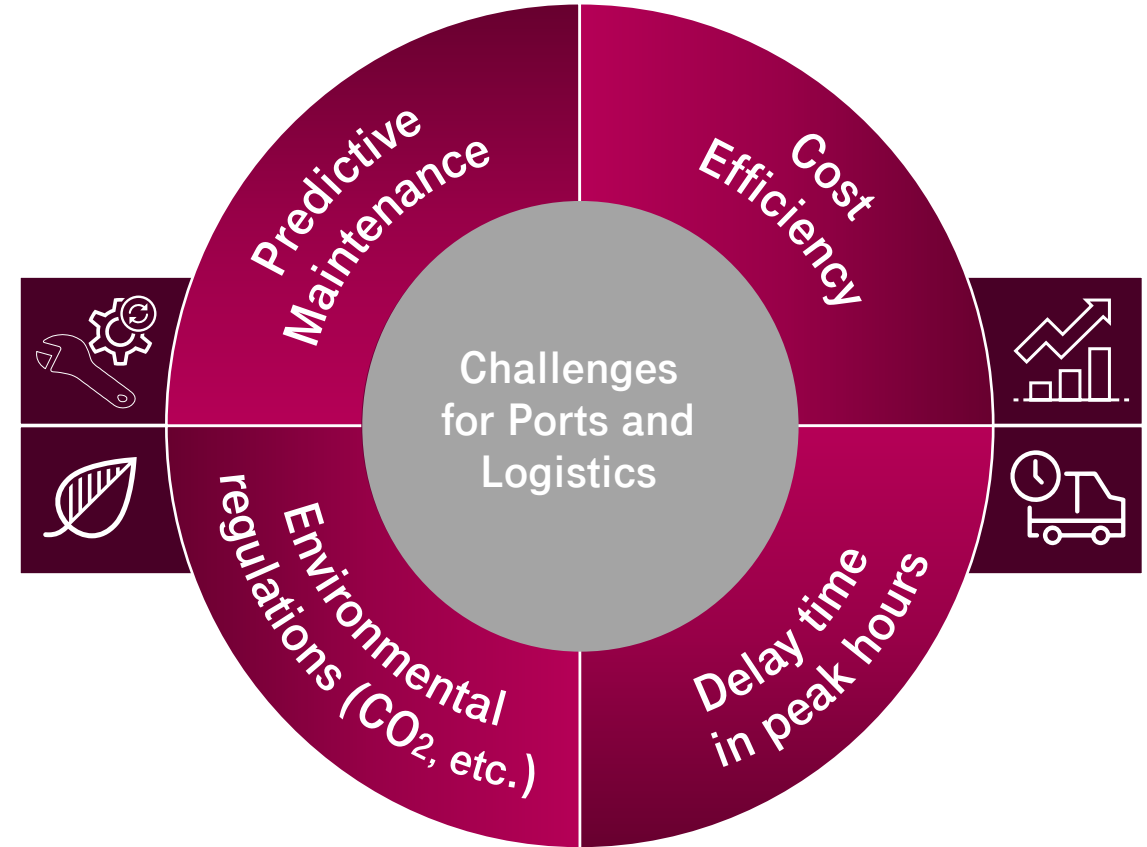 Predictive
Maintenance
Cost
Efficiency
Challenges
for Ports and
Logistics
Environmental
regulations (CO2, etc.)
Delay time
in peak hours